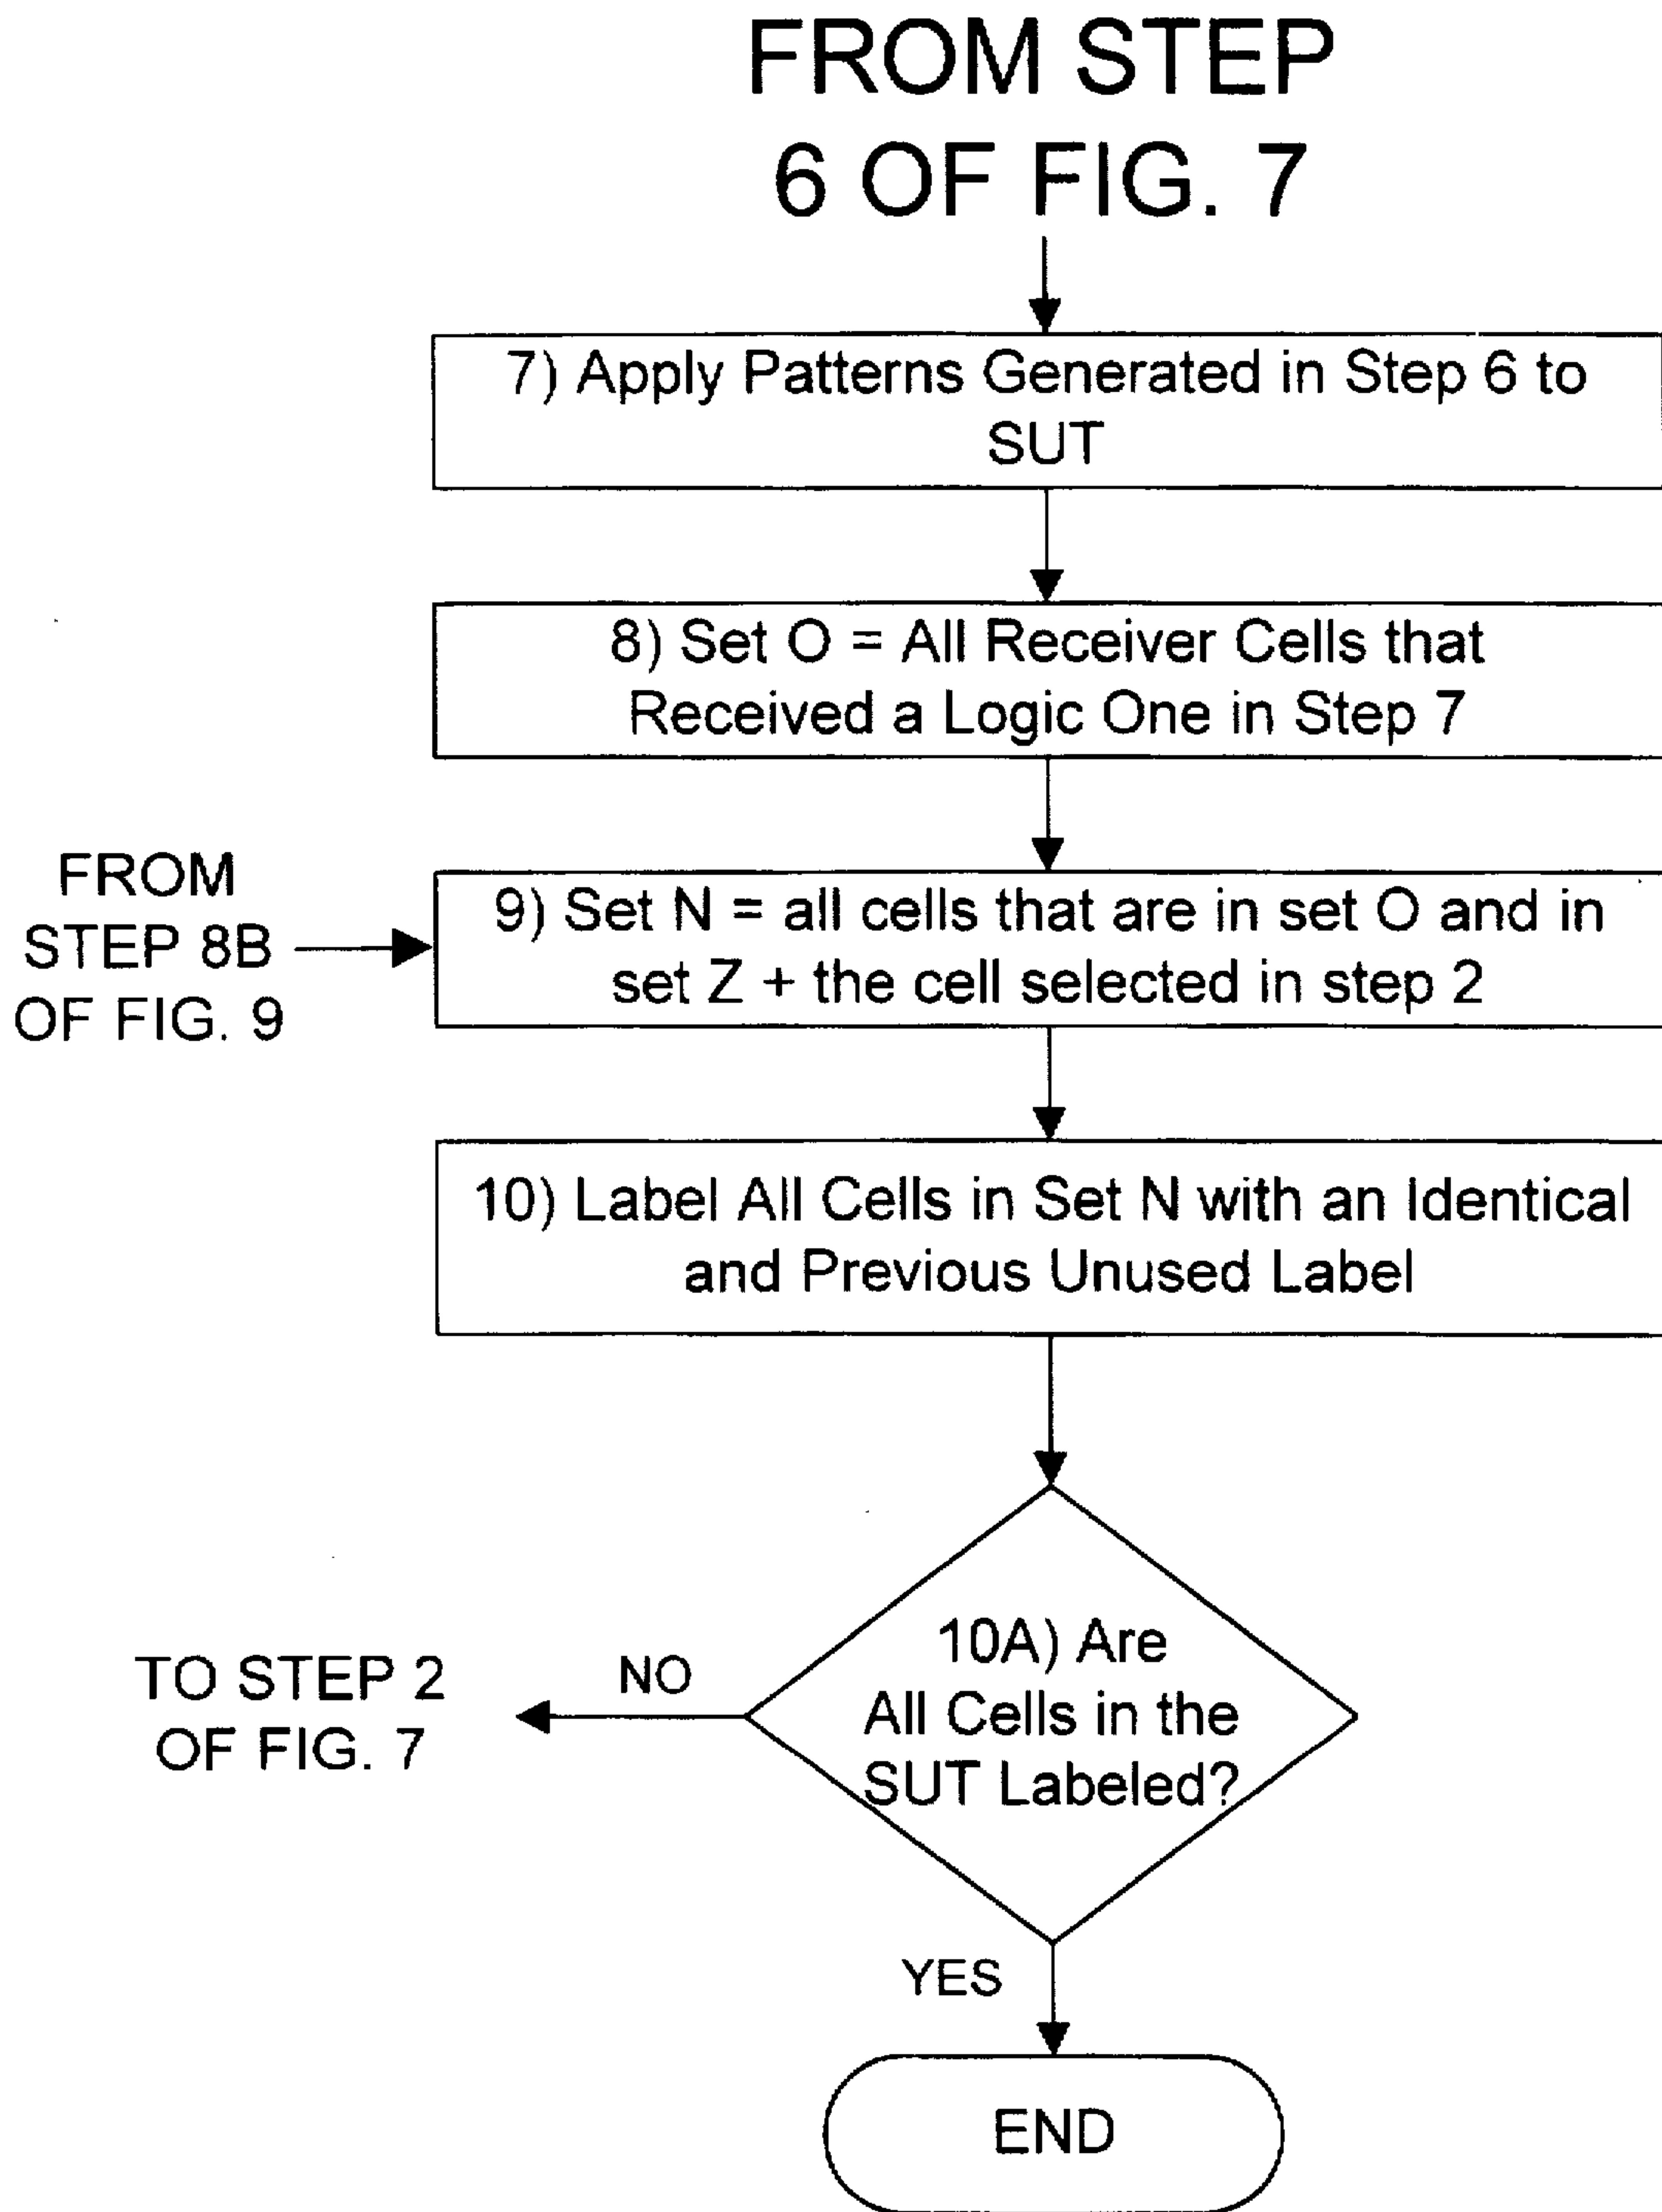 FROM STEP
6 OF FIG. 7
7) Apply Patterns Generated in Step 6 to
SUT
8) Set O = All Receiver Cells that
Received a Logic One in Step 7
FROM
STEP 8B
OF FIG. 9
9) Set N = all cells that are in set O and in
set Z + the cell selected in step 2
10) Label All Cells in Set N with an Identical
and Previous Unused Label
10A) Are
All Cells in the
SUT Labeled?
NO
TO STEP 2
OF FIG. 7
YES
END